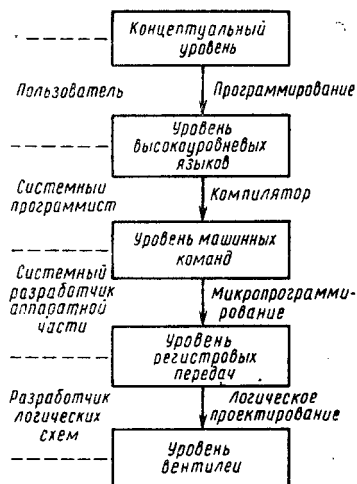 Концептуальный
уровень
Пользователь
Программирование
Уровень
высокоуровневых
языков
Системный
программист
Компилятор
Уровень машинных
команд
Системный
разработчик
аппаратной
части
Микропрограмми-
рование
Уровень
регистровых
передач
Разработчик
логических
схем
Логическое
проектирование
Уровень
вентилей